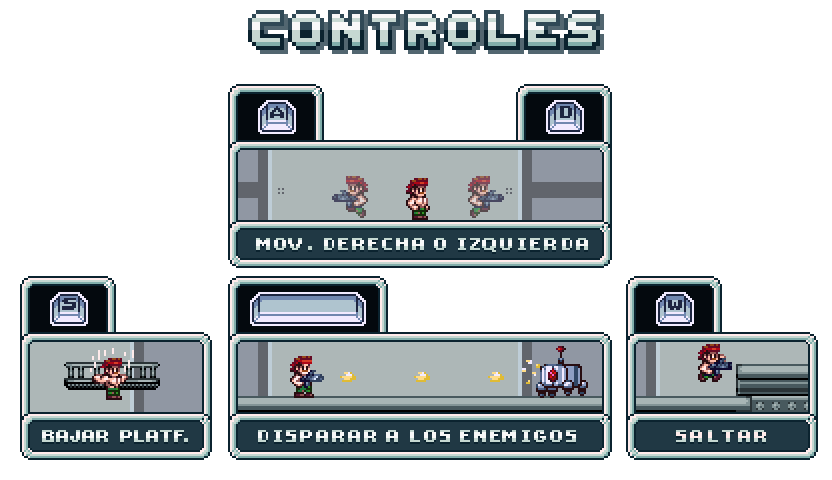 CONTROLES
A
D
MOV. DERECHA O IZQUIERDA
S
W
BAJAR PLATF.
DISPARAR A LOS ENEMIGOS
SALTAR